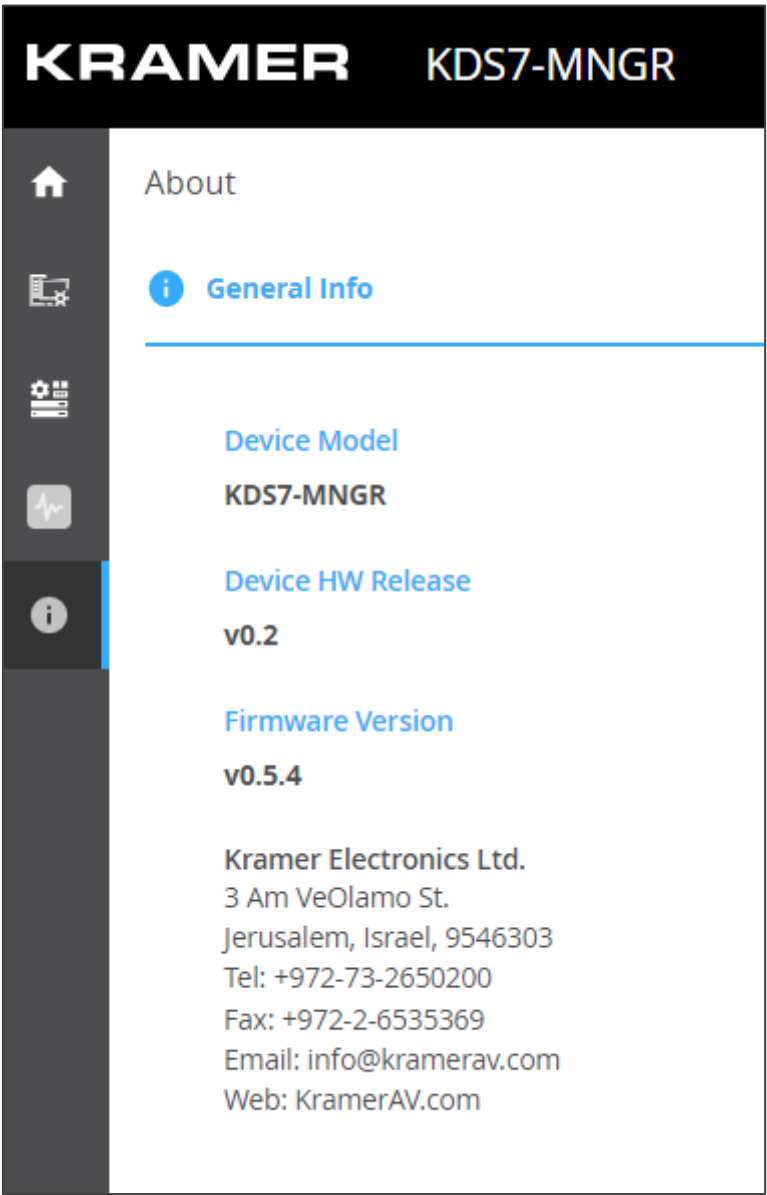 KRAMER KDS7-MNGR
About
General Info
Device Model
KDS7-MNGR
Device HW Release
v0.2
Firmware Version
v0.5.4
Kramer Electronics Ltd.
3 Am VeOlamo St.
Jerusalem, Israel, 9546303
Tel: +972-73-2650200
Fax: +972-2-6535369
Email: info@kramerav.com
Web: KramerAV.com